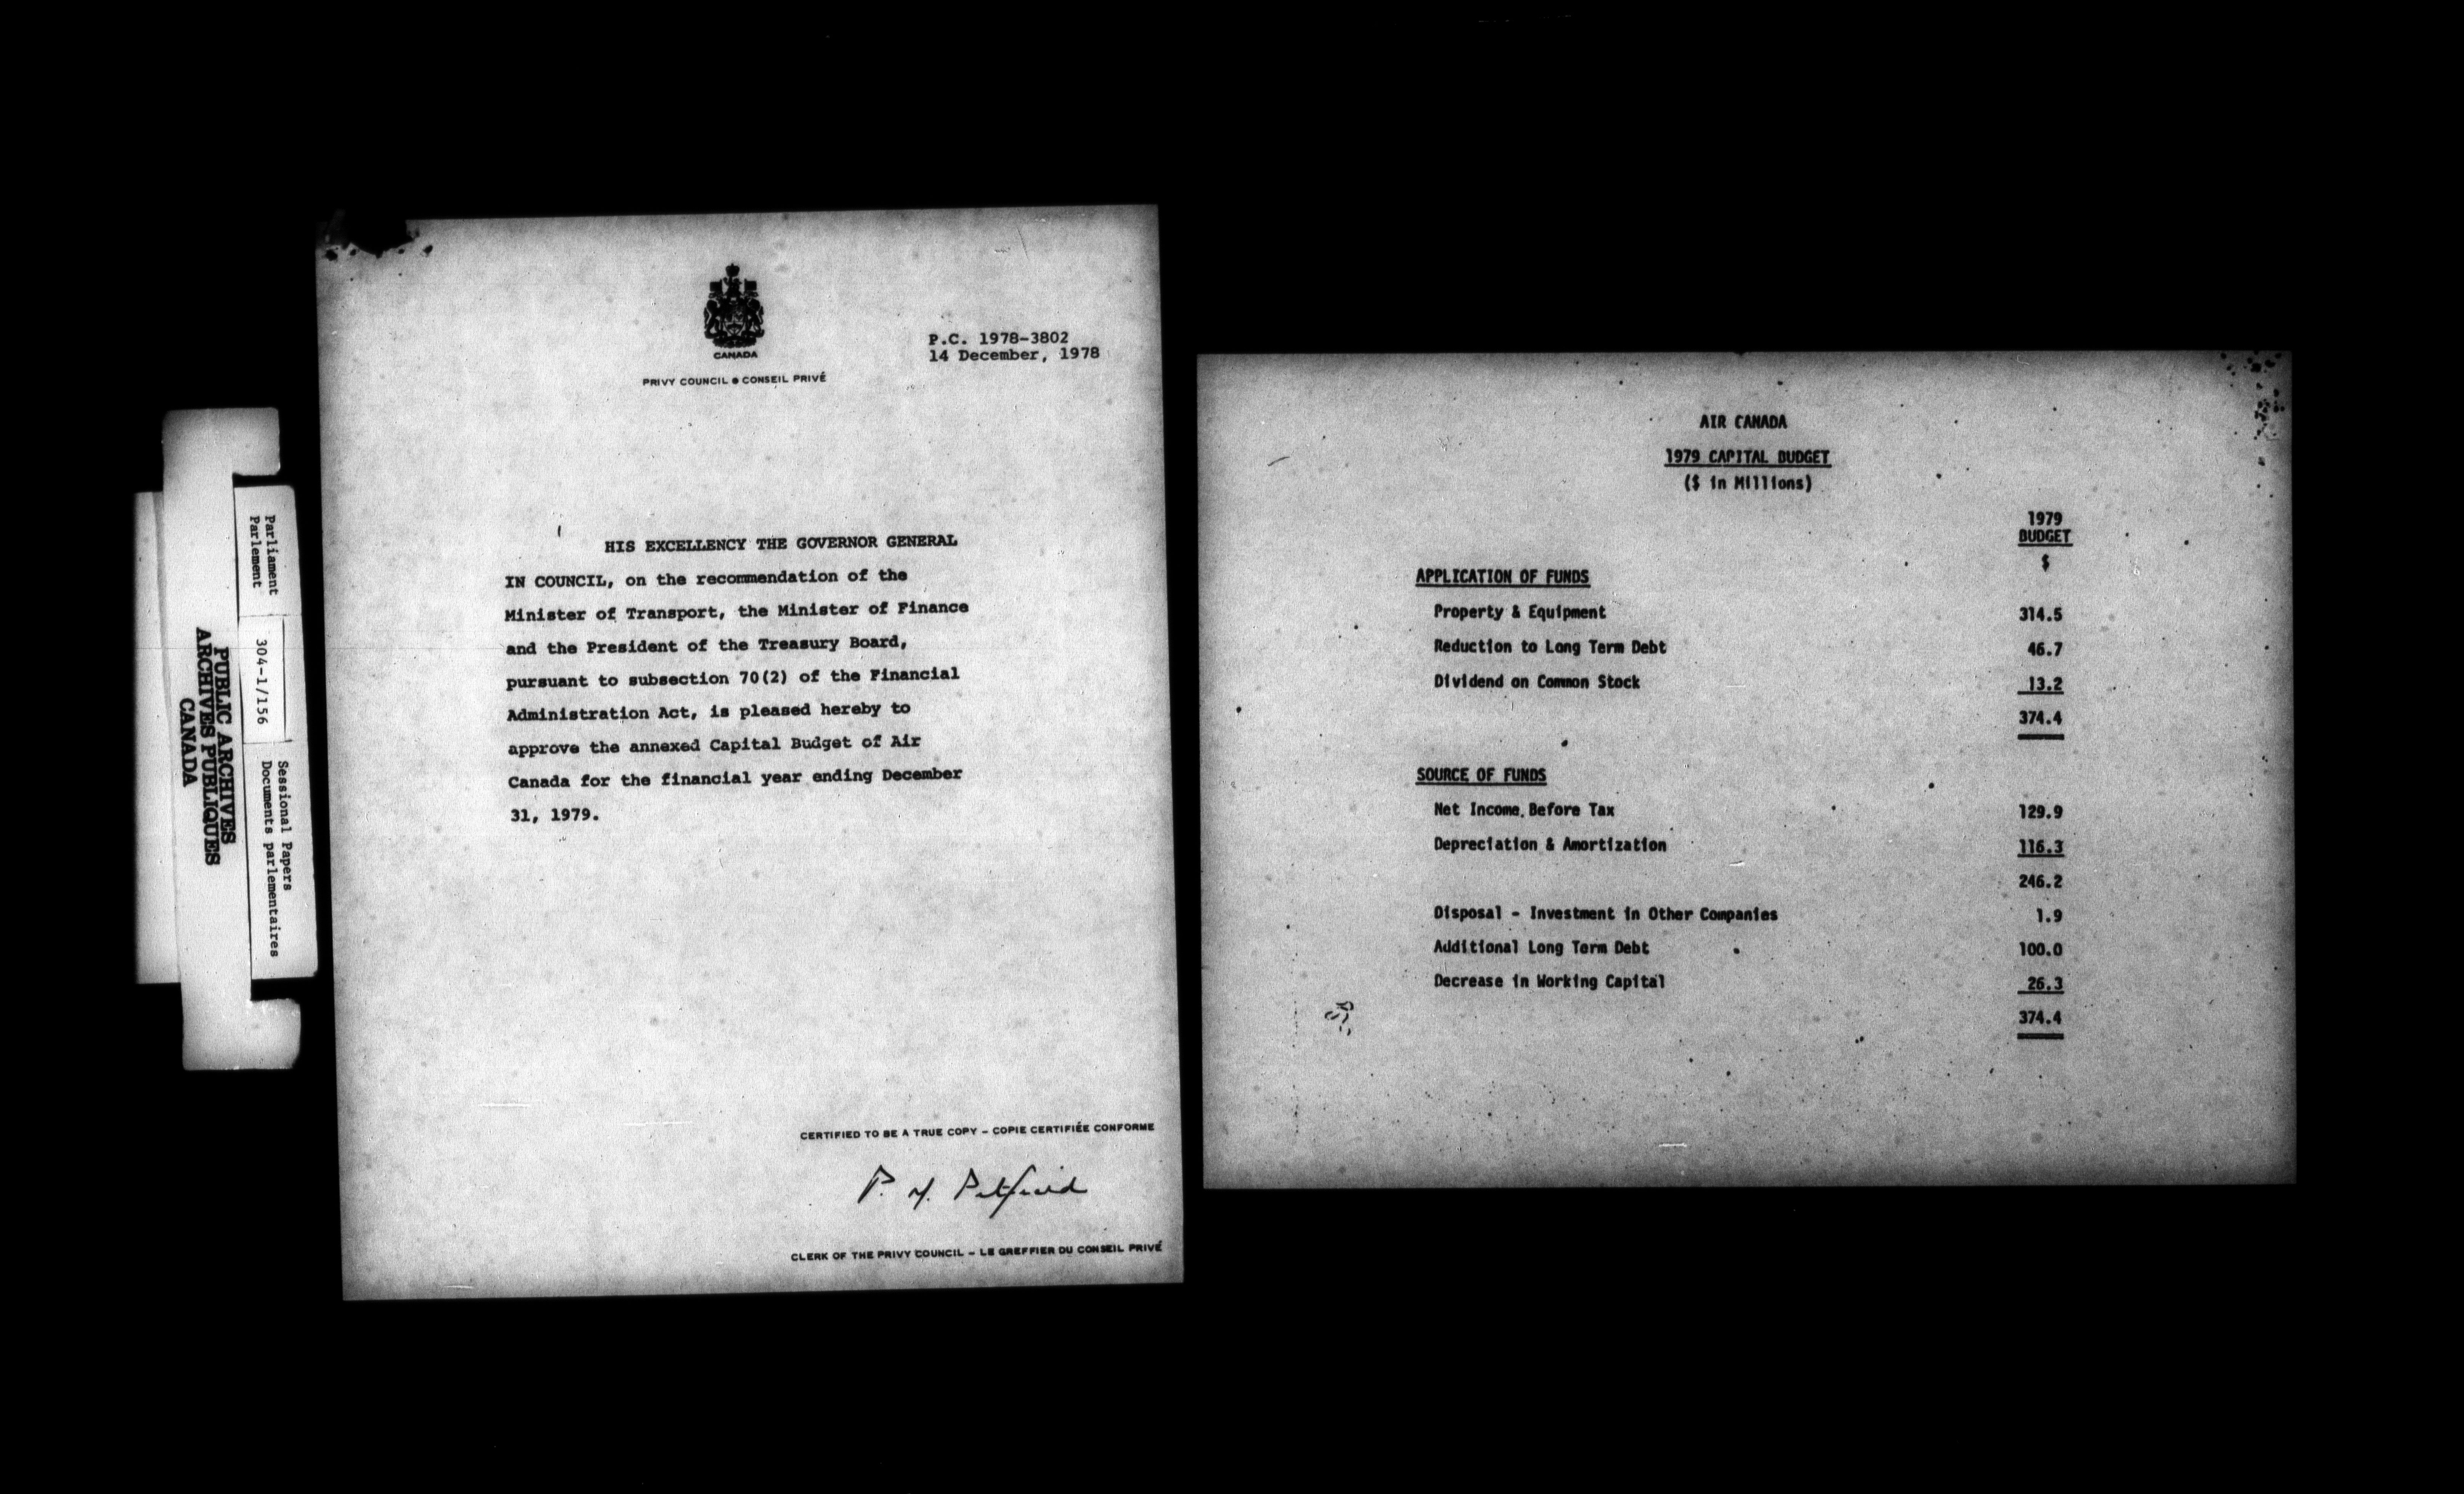 Parliament
Parlement
304-1/156
Sessional Papers
Documents parlementaires
PUBLIC ARCHIVES
ARCHIVES PUBLIQUES
CANADA
CANADA
PRIVY COUNCIL • CONSEIL PRIVÉ
P.C. 1978-3802
14 December, 1978
HIS EXCELLENCY THE GOVERNOR GENERAL
IN COUNCIL, on the recommendation of the
Minister of Transport, the Minister of Finance
and the President of the Treasury Board,
pursuant to subsection 70(2) of the Financial
Administration Act, is pleased hereby to
approve the annexed Capital Budget of Air
Canada for the financial year ending December
31, 1979.
CERTIFIED TO BE A TRUE COPY – COPIE CERTIFIÉE CONFORME
P. M. Pitfield
CLERK OF THE PRIVY COUNCIL – LE GREFFIER DU CONSEIL PRIVÉ
AIR CANADA
1979 CAPITAL BUDGET
($ in Millions)
1979
BUDGET
$
APPLICATION OF FUNDS
Property & Equipment 314.5
Reduction to Long Term Debt 46.7
Dividend on Common Stock 13.2
374.4
SOURCE OF FUNDS
Net Income Before Tax 129.9
Depreciation & Amortization 116.3
246.2
Disposal - Investment in Other Companies 1.9
Additional Long Term Debt 100.0
Decrease in Working Capital 26.3
374.4